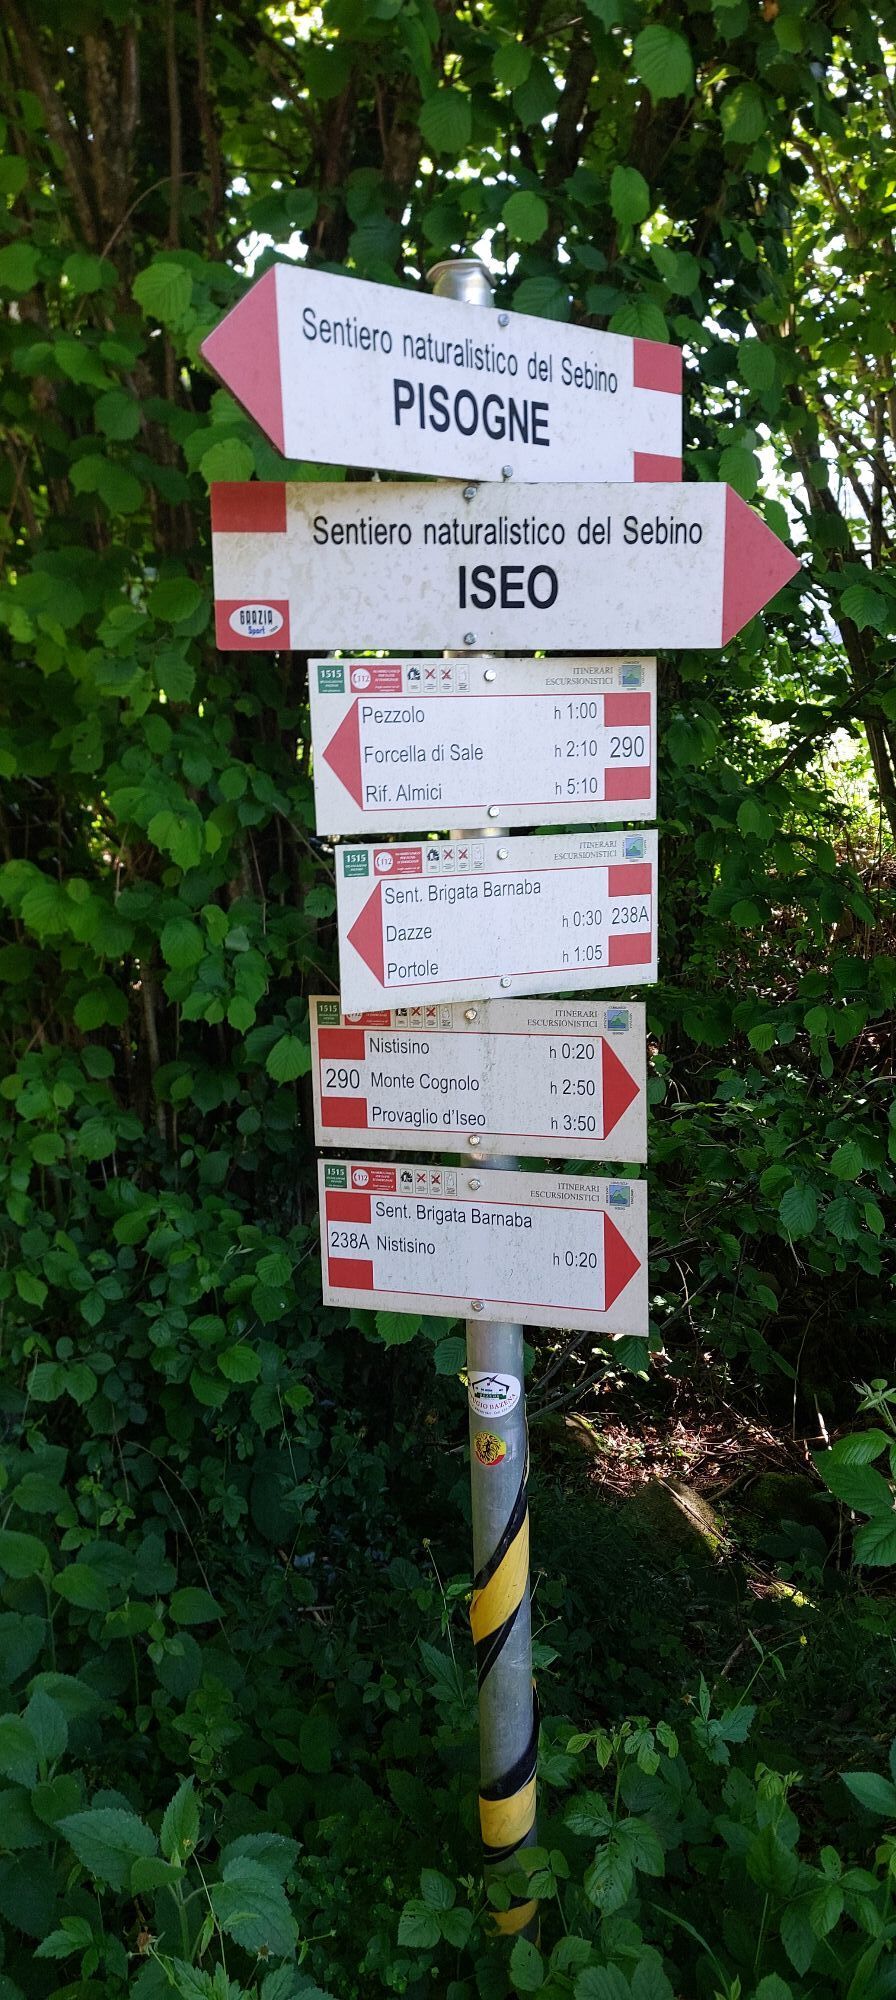 Sentiero naturalistico del Sebino
PISOGNE
Sentiero naturalistico del Sebino
ISEO
GRAZIA
Sport
1515
112
ITINERARI
ESCURSIONISTICI
Pezzolo h 1:00
Forcella di Sale h 2:10
Rif. Almici h 5:10
290
1515
112
ITINERARI
ESCURSIONISTICI
Sent. Brigata Barnaba
Dazze h 0:30
Portole h 1:05
238A
1515
112
ITINERARI
ESCURSIONISTICI
290
Nistisino h 0:20
Monte Cognolo h 2:50
Provaglio d'Iseo h 3:50
1515
112
ITINERARI
ESCURSIONISTICI
Sent. Brigata Barnaba
238A Nistisino h 0:20
BAZENA